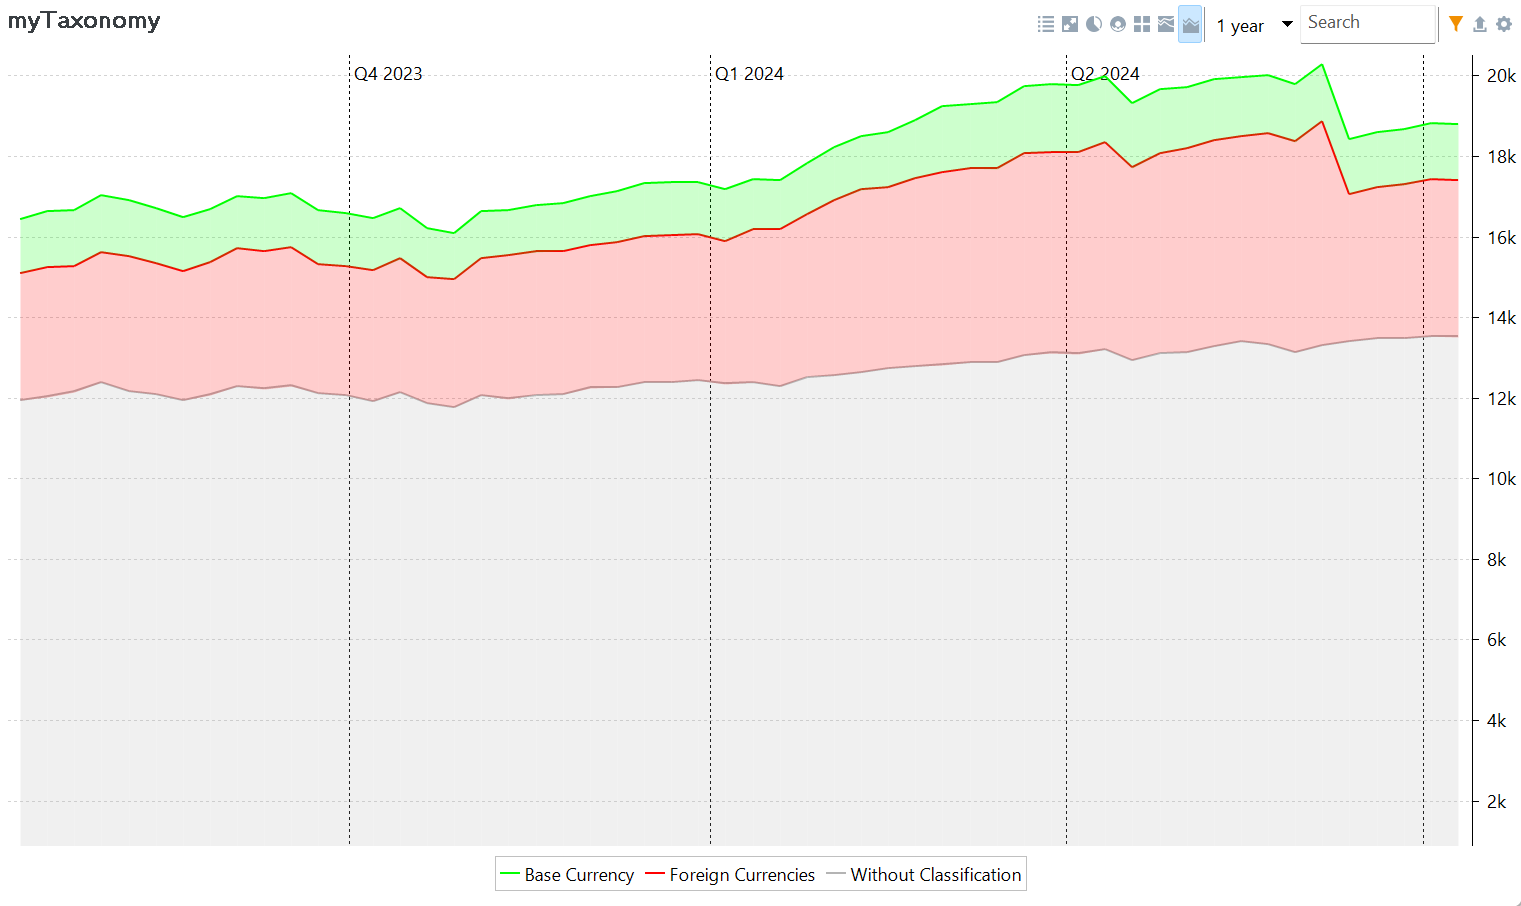 myTaxonomy
1 year
Search
Q4 2023
Q1 2024
Q2 2024
20k
18k
16k
14k
12k
10k
8k
6k
4k
2k
Base Currency Foreign Currencies Without Classification